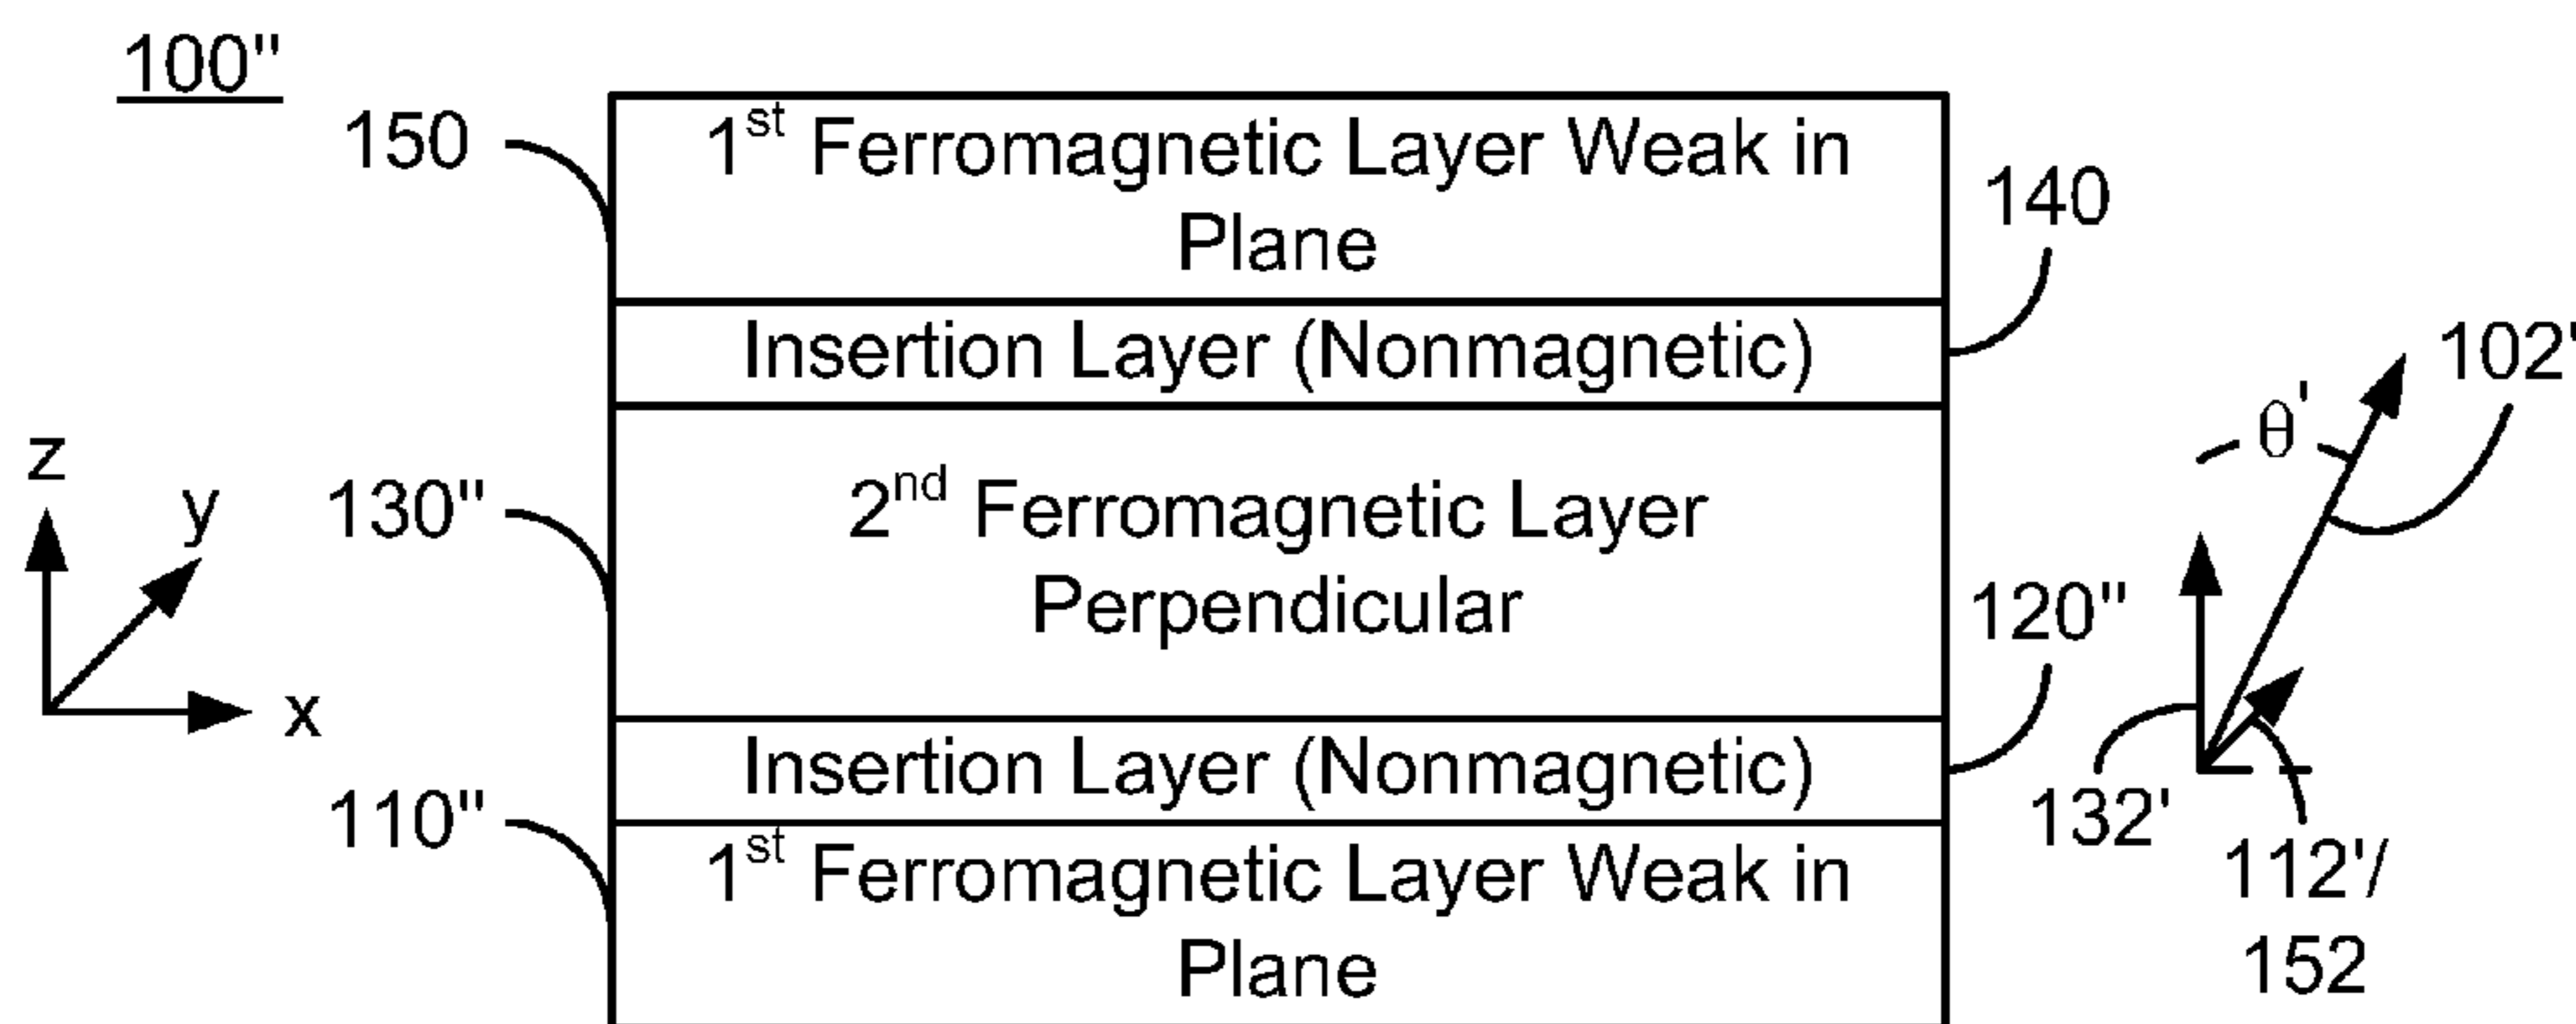 100"
150
1st Ferromagnetic Layer Weak in
Plane
140
Insertion Layer (Nonmagnetic)
102'
θ'
z
y
x
130"
2nd Ferromagnetic Layer
Perpendicular
120"
Insertion Layer (Nonmagnetic)
132'
110"
1st Ferromagnetic Layer Weak in
Plane
112'/
152